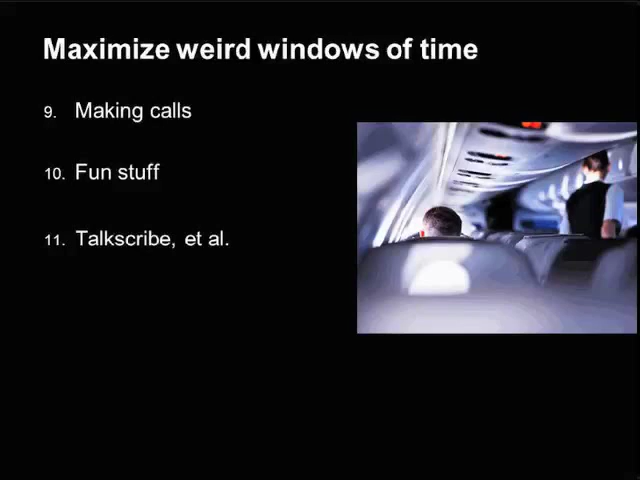 Maximize weird windows of time
9. Making calls
10. Fun stuff
11. Talkscribe, et al.